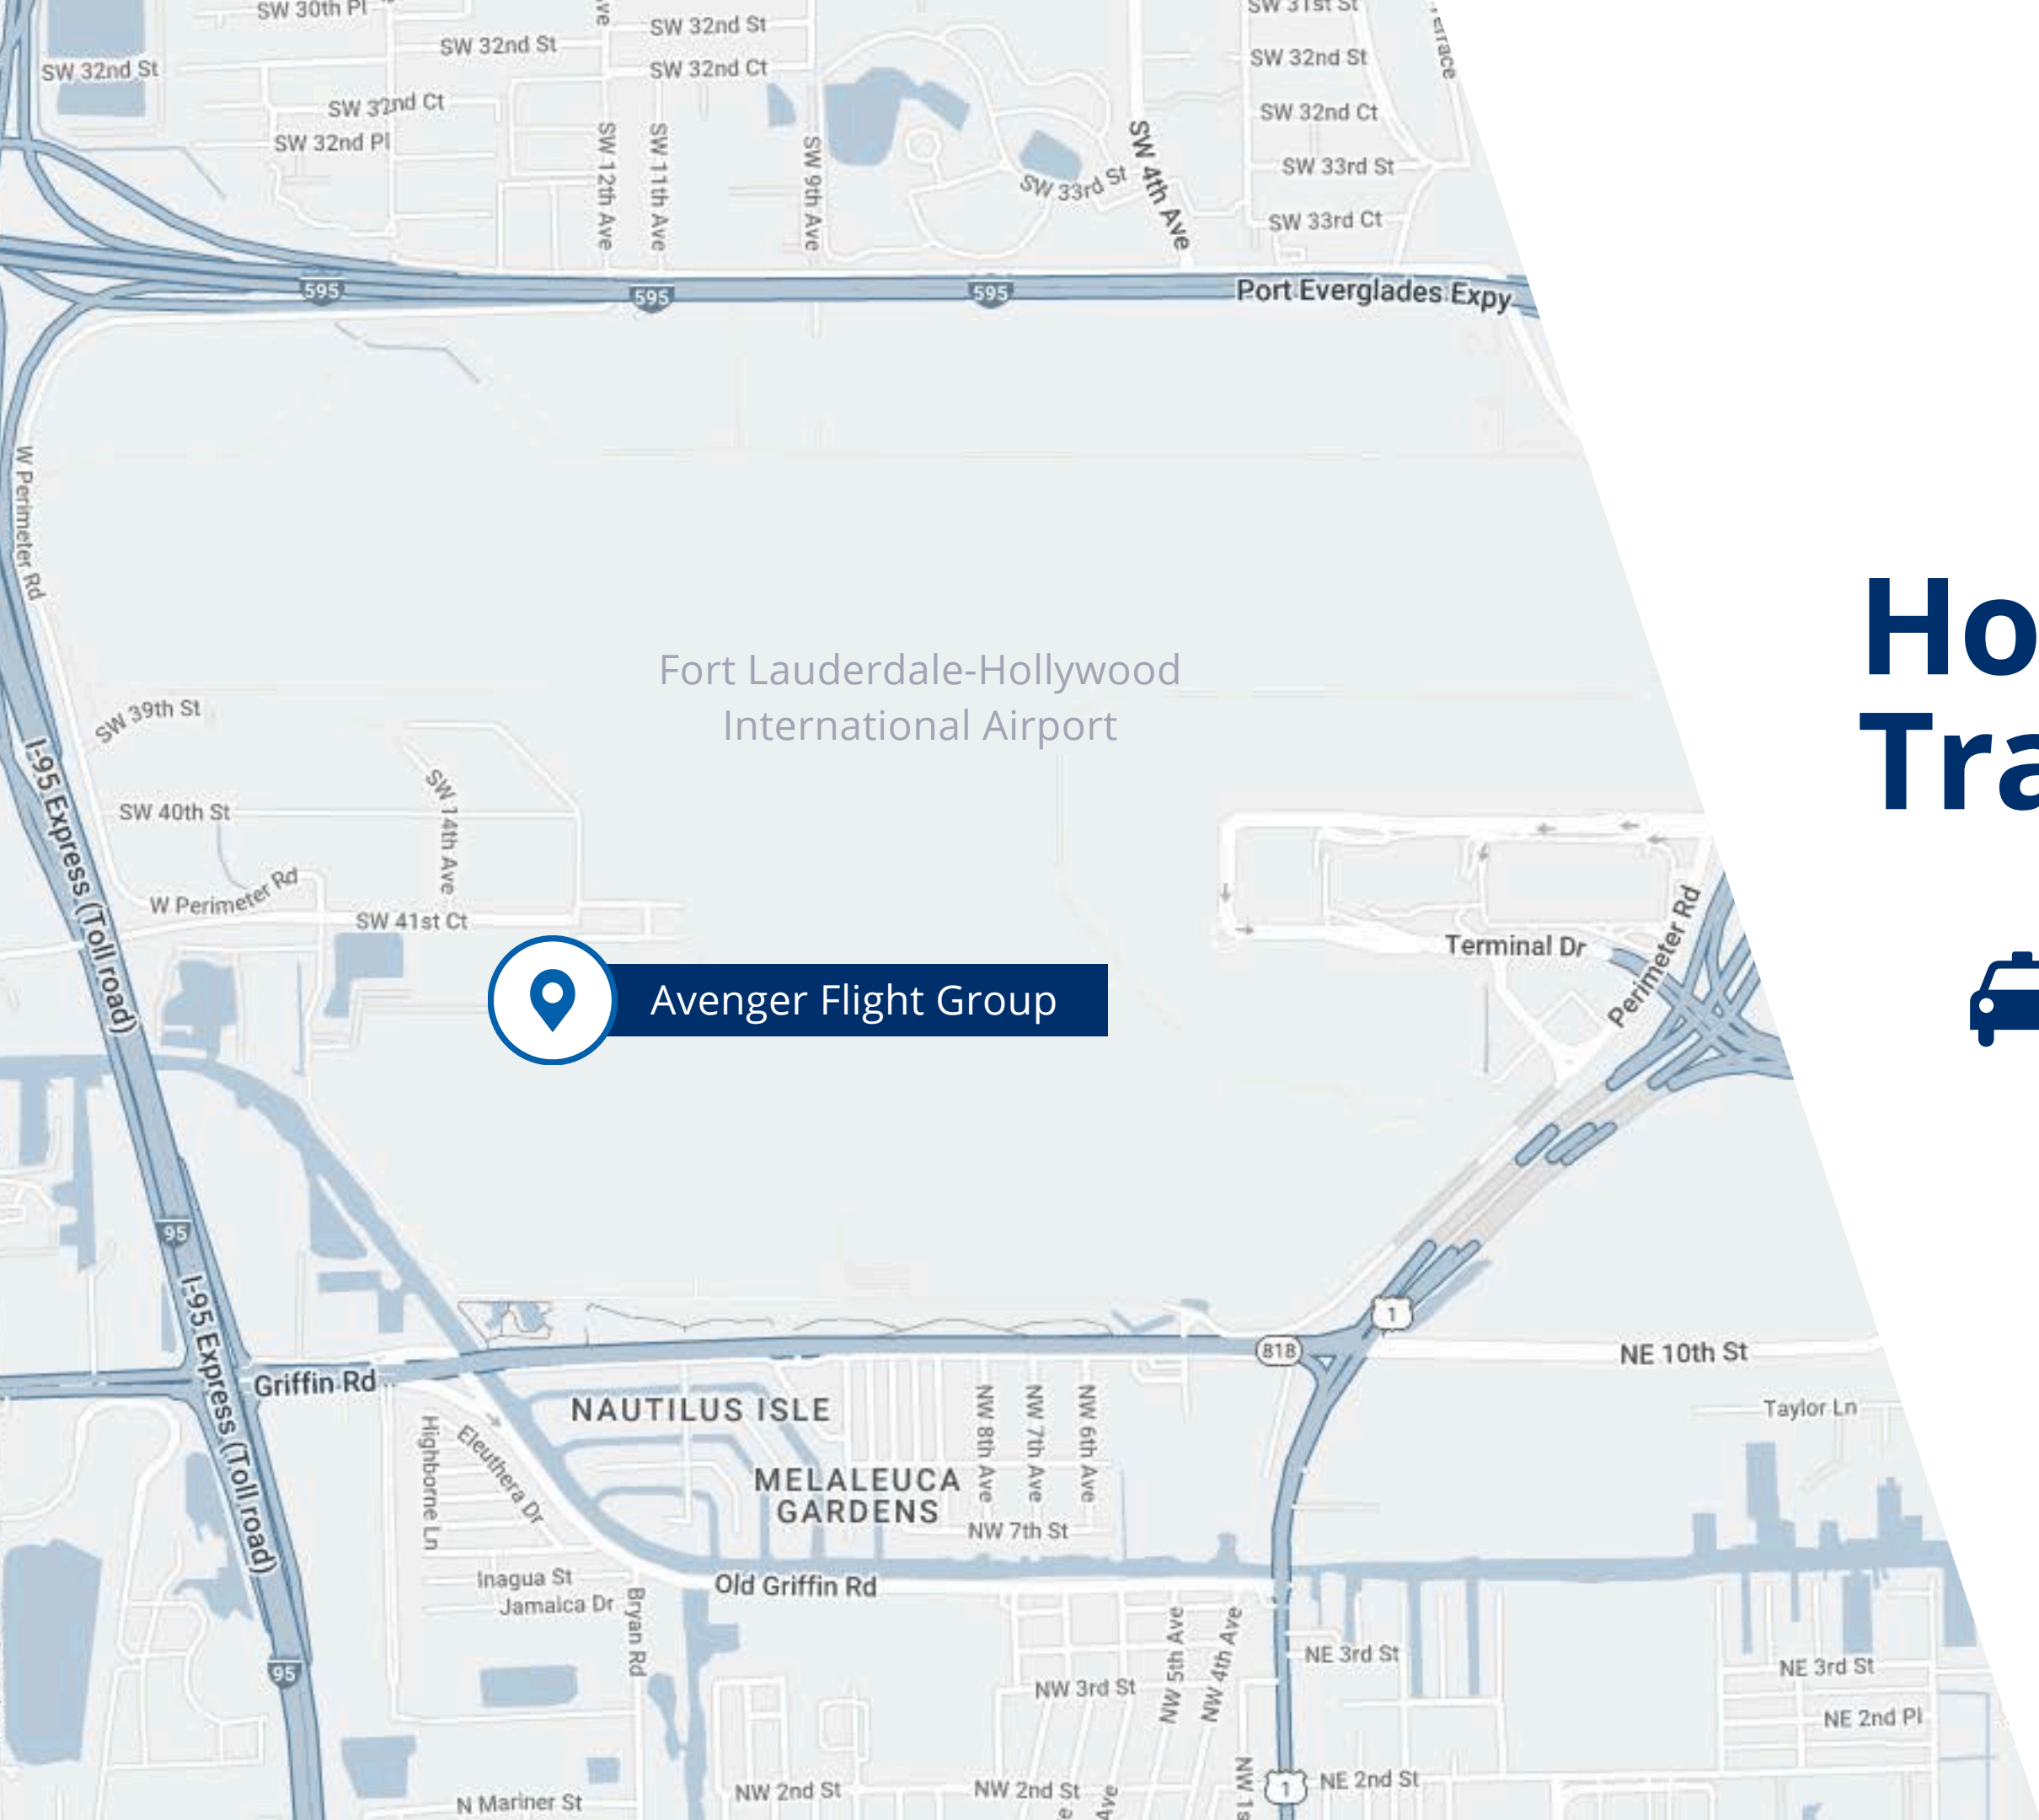 SW 30th Pl
SW 32nd St
SW 32nd St
SW 31st St
SW 32nd St
SW 32nd St
SW 32nd Ct
SW 32nd Ct
SW 32nd Ct
SW 32nd Pl
SW 12th Ave
SW 11th Ave
SW 9th Ave
SW 33rd St
SW 4th Ave
SW 33rd St
SW 33rd Ct
595
595
595
Port Everglades Expy
W Perimeter Rd
Fort Lauderdale-Hollywood
International Airport
Ho
Tra
SW 39th St
I-95 Express (Toll road)
SW 14th Ave
SW 40th St
W Perimeter Rd
SW 41st Ct
Terminal Dr
Perimeter Rd
Avenger Flight Group
95
I-95 Express (Toll road)
1
818
NE 10th St
Griffin Rd
NAUTILUS ISLE
Highborne Ln
Eleuthera Dr
NW 8th Ave
NW 7th Ave
NW 6th Ave
Taylor Ln
MELALEUCA
GARDENS
NW 7th St
Inagua St
Jamaica Dr
Old Griffin Rd
Bryan Rd
NW 5th Ave
NW 4th Ave
NE 3rd St
95
NW 3rd St
NE 3rd St
NE 2nd Pl
NW 2nd St
NW 2nd St
Ave
NW 1s
1
NE 2nd St
N Mariner St